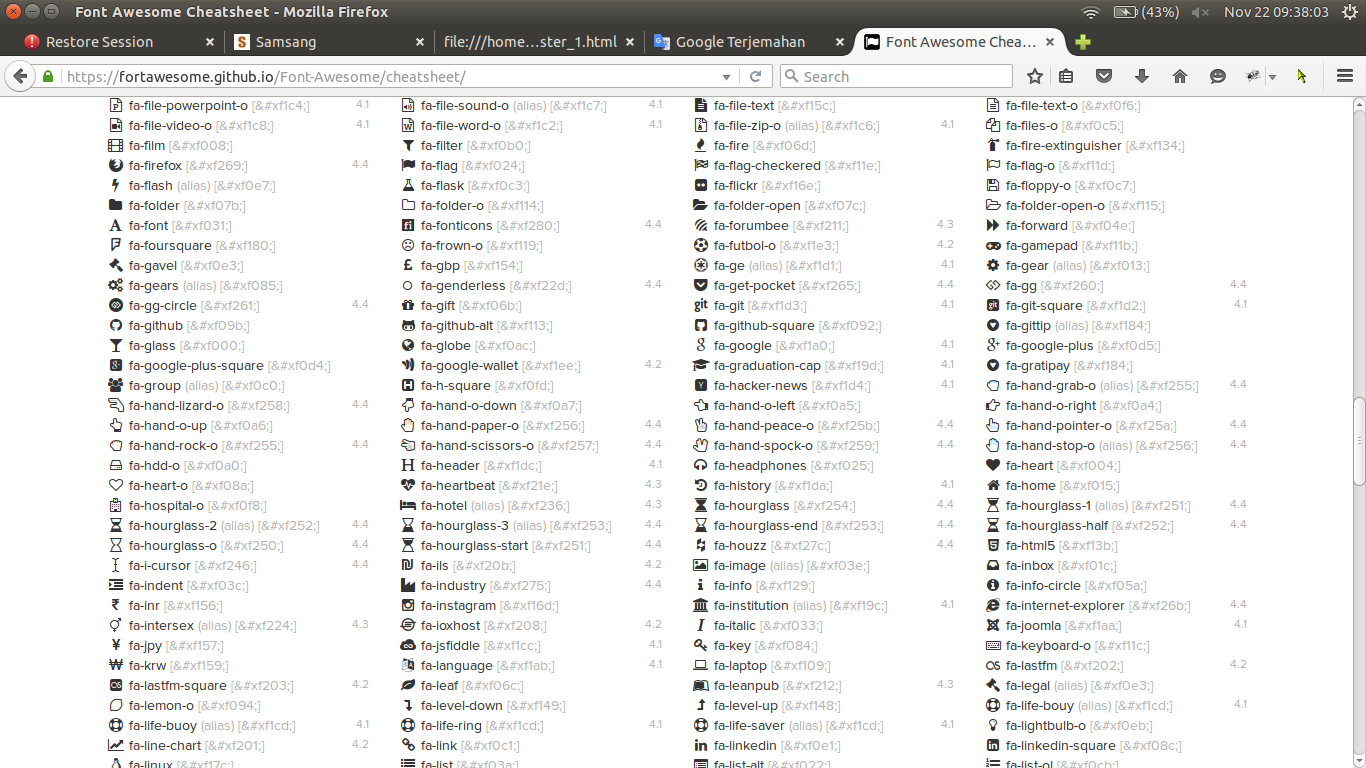 Font Awesome Cheatsheet - Mozilla Firefox (43%) Nov 22 09:38:03
Restore Session Samsang file:///home...ster_1.html Google Terjemahan Font Awesome Chea...
https://fortawesome.github.io/Font-Awesome/cheatsheet/ Search
fa-file-powerpoint-o [&#xf1c4;] 4.1 fa-file-sound-o (alias) [&#xf1c7;] 4.1 fa-file-text [&#xf15c;] fa-file-text-o [&#xf0f6;]
fa-file-video-o [&#xf1c8;] 4.1 fa-file-word-o [&#xf1c2;] 4.1 fa-file-zip-o (alias) [&#xf1c6;] 4.1 fa-files-o [&#xf0c5;]
fa-film [&#xf008;] fa-filter [&#xf0b0;] fa-fire [&#xf06d;] fa-fire-extinguisher [&#xf134;]
fa-firefox [&#xf269;] 4.4 fa-flag [&#xf024;] fa-flag-checkered [&#xf11e;] fa-flag-o [&#xf11d;]
fa-flash (alias) [&#xf0e7;] fa-flask [&#xf0c3;] fa-flickr [&#xf16e;] fa-floppy-o [&#xf0c7;]
fa-folder [&#xf07b;] fa-folder-o [&#xf114;] fa-folder-open [&#xf07c;] fa-folder-open-o [&#xf115;]
fa-font [&#xf031;] fa-fonticons [&#xf280;] 4.4 fa-forumbee [&#xf211;] 4.3 fa-forward [&#xf04e;]
fa-foursquare [&#xf180;] fa-frown-o [&#xf119;] fa-futbol-o [&#xf1e3;] 4.2 fa-gamepad [&#xf11b;]
fa-gavel [&#xf0e3;] fa-gbp [&#xf154;] fa-ge (alias) [&#xf1d1;] 4.1 fa-gear (alias) [&#xf013;]
fa-gears (alias) [&#xf085;] fa-genderless [&#xf22d;] 4.4 fa-get-pocket [&#xf265;] 4.4 fa-gg [&#xf260;] 4.4
fa-gg-circle [&#xf261;] 4.4 fa-gift [&#xf06b;] fa-git [&#xf1d3;] 4.1 fa-git-square [&#xf1d2;] 4.1
fa-github [&#xf09b;] fa-github-alt [&#xf113;] fa-github-square [&#xf092;] fa-gittip (alias) [&#xf184;]
fa-glass [&#xf000;] fa-globe [&#xf0ac;] fa-google [&#xf1a0;] 4.1 fa-google-plus [&#xf0d5;]
fa-google-plus-square [&#xf0d4;] fa-google-wallet [&#xf1ee;] 4.2 fa-graduation-cap [&#xf19d;] 4.1 fa-gratipay [&#xf184;]
fa-group (alias) [&#xf0c0;] fa-h-square [&#xf0fd;] fa-hacker-news [&#xf1d4;] 4.1 fa-hand-grab-o (alias) [&#xf255;] 4.4
fa-hand-lizard-o [&#xf258;] 4.4 fa-hand-o-down [&#xf0a7;] fa-hand-o-left [&#xf0a5;] fa-hand-o-right [&#xf0a4;]
fa-hand-o-up [&#xf0a6;] fa-hand-paper-o [&#xf256;] 4.4 fa-hand-peace-o [&#xf25b;] 4.4 fa-hand-pointer-o [&#xf25a;] 4.4
fa-hand-rock-o [&#xf255;] 4.4 fa-hand-scissors-o [&#xf257;] 4.4 fa-hand-spock-o [&#xf259;] 4.4 fa-hand-stop-o (alias) [&#xf256;] 4.4
fa-hdd-o [&#xf0a0;] fa-header [&#xf1dc;] 4.1 fa-headphones [&#xf025;] fa-heart [&#xf004;]
fa-heart-o [&#xf08a;] fa-heartbeat [&#xf21e;] 4.3 fa-history [&#xf1da;] 4.1 fa-home [&#xf015;]
fa-hospital-o [&#xf0f8;] fa-hotel (alias) [&#xf236;] 4.3 fa-hourglass [&#xf254;] 4.4 fa-hourglass-1 (alias) [&#xf251;] 4.4
fa-hourglass-2 (alias) [&#xf252;] 4.4 fa-hourglass-3 (alias) [&#xf253;] 4.4 fa-hourglass-end [&#xf253;] 4.4 fa-hourglass-half [&#xf252;] 4.4
fa-hourglass-o [&#xf250;] 4.4 fa-hourglass-start [&#xf251;] 4.4 fa-houzz [&#xf27c;] 4.4 fa-html5 [&#xf13b;]
fa-i-cursor [&#xf246;] 4.4 fa-ils [&#xf20b;] 4.2 fa-image (alias) [&#xf03e;] fa-inbox [&#xf01c;]
fa-indent [&#xf03c;] fa-industry [&#xf275;] 4.4 fa-info [&#xf129;] fa-info-circle [&#xf05a;]
fa-inr [&#xf156;] fa-instagram [&#xf16d;] fa-institution (alias) [&#xf19c;] 4.1 fa-internet-explorer [&#xf26b;] 4.4
fa-intersex (alias) [&#xf224;] 4.3 fa-ioxhost [&#xf208;] 4.2 fa-italic [&#xf033;] fa-joomla [&#xf1aa;] 4.1
fa-jpy [&#xf157;] fa-jsfiddle [&#xf1cc;] 4.1 fa-key [&#xf084;] fa-keyboard-o [&#xf11c;]
fa-krw [&#xf159;] fa-language [&#xf1ab;] 4.1 fa-laptop [&#xf109;] fa-lastfm [&#xf202;] 4.2
fa-lastfm-square [&#xf203;] 4.2 fa-leaf [&#xf06c;] fa-leanpub [&#xf212;] 4.3 fa-legal (alias) [&#xf0e3;]
fa-lemon-o [&#xf094;] fa-level-down [&#xf149;] fa-level-up [&#xf148;] fa-life-bouy (alias) [&#xf1cd;] 4.1
fa-life-buoy (alias) [&#xf1cd;] 4.1 fa-life-ring [&#xf1cd;] 4.1 fa-life-saver (alias) [&#xf1cd;] 4.1 fa-lightbulb-o [&#xf0eb;]
fa-line-chart [&#xf201;] 4.2 fa-link [&#xf0c1;] fa-linkedin [&#xf0e1;] fa-linkedin-square [&#xf08c;]
fa-linux [&#xf17c;] fa-list [&#xf03a;] fa-list-alt [&#xf022;] fa-list-ol [&#xf0cb;]